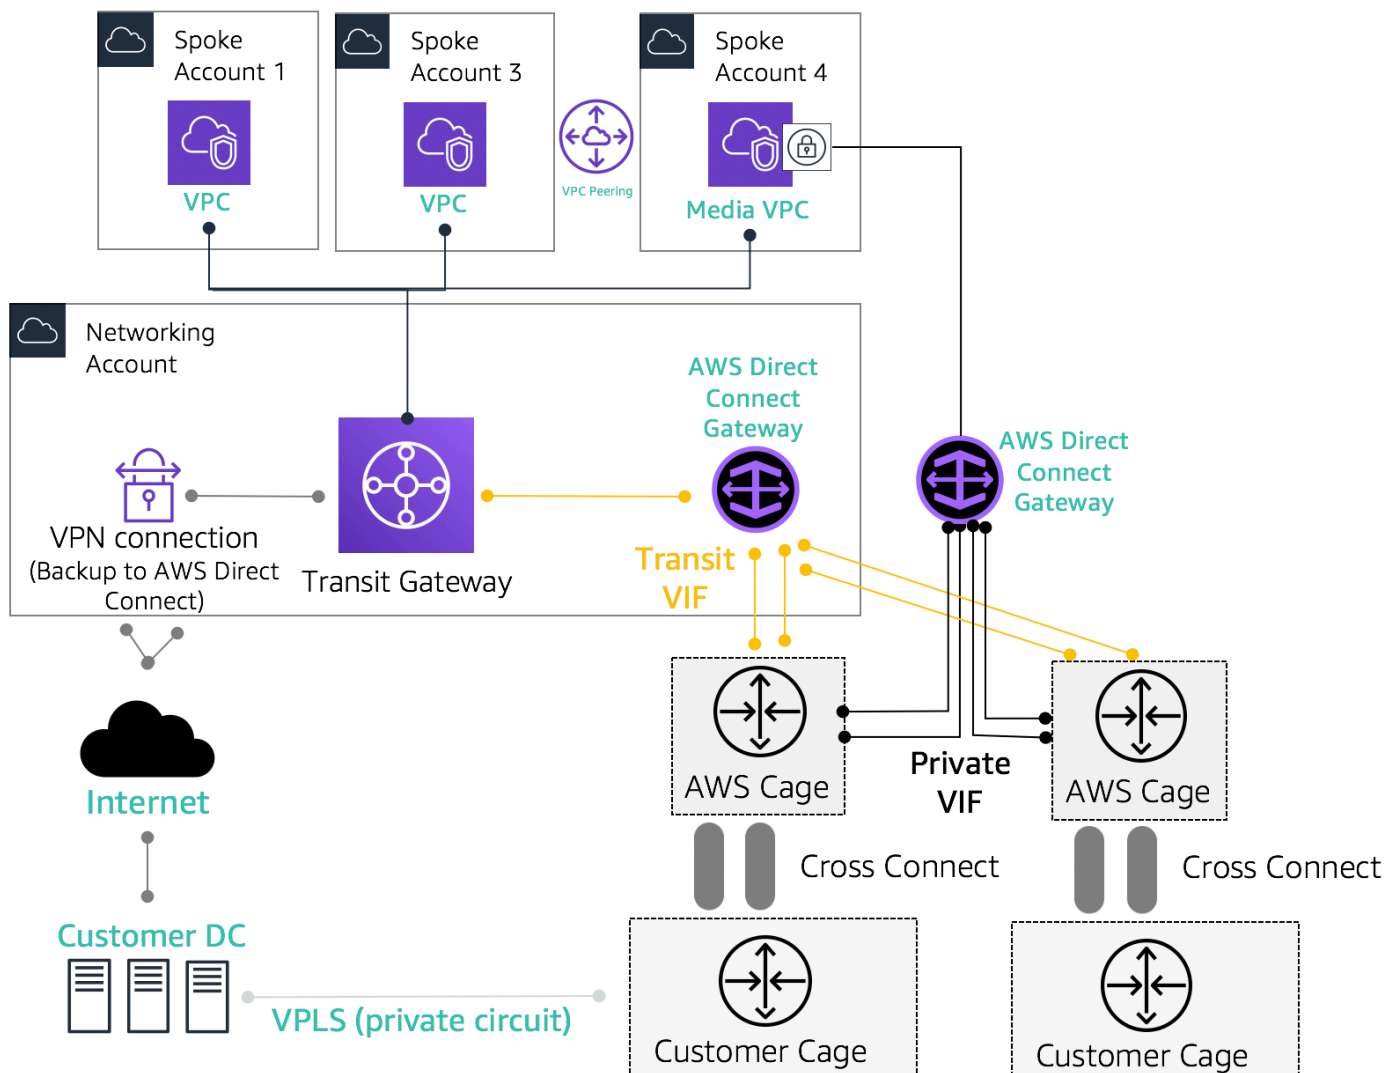 Spoke
Account 1
VPC
Spoke
Account 3
VPC
VPC Peering
Spoke
Account 4
Media VPC
Networking
Account
AWS Direct
Connect
Gateway
AWS Direct
Connect
Gateway
VPN connection
(Backup to AWS Direct
Connect)
Transit Gateway
Transit
VIF
Private
VIF
AWS Cage
AWS Cage
Internet
Cross Connect
Cross Connect
Customer DC
VPLS (private circuit)
Customer Cage
Customer Cage